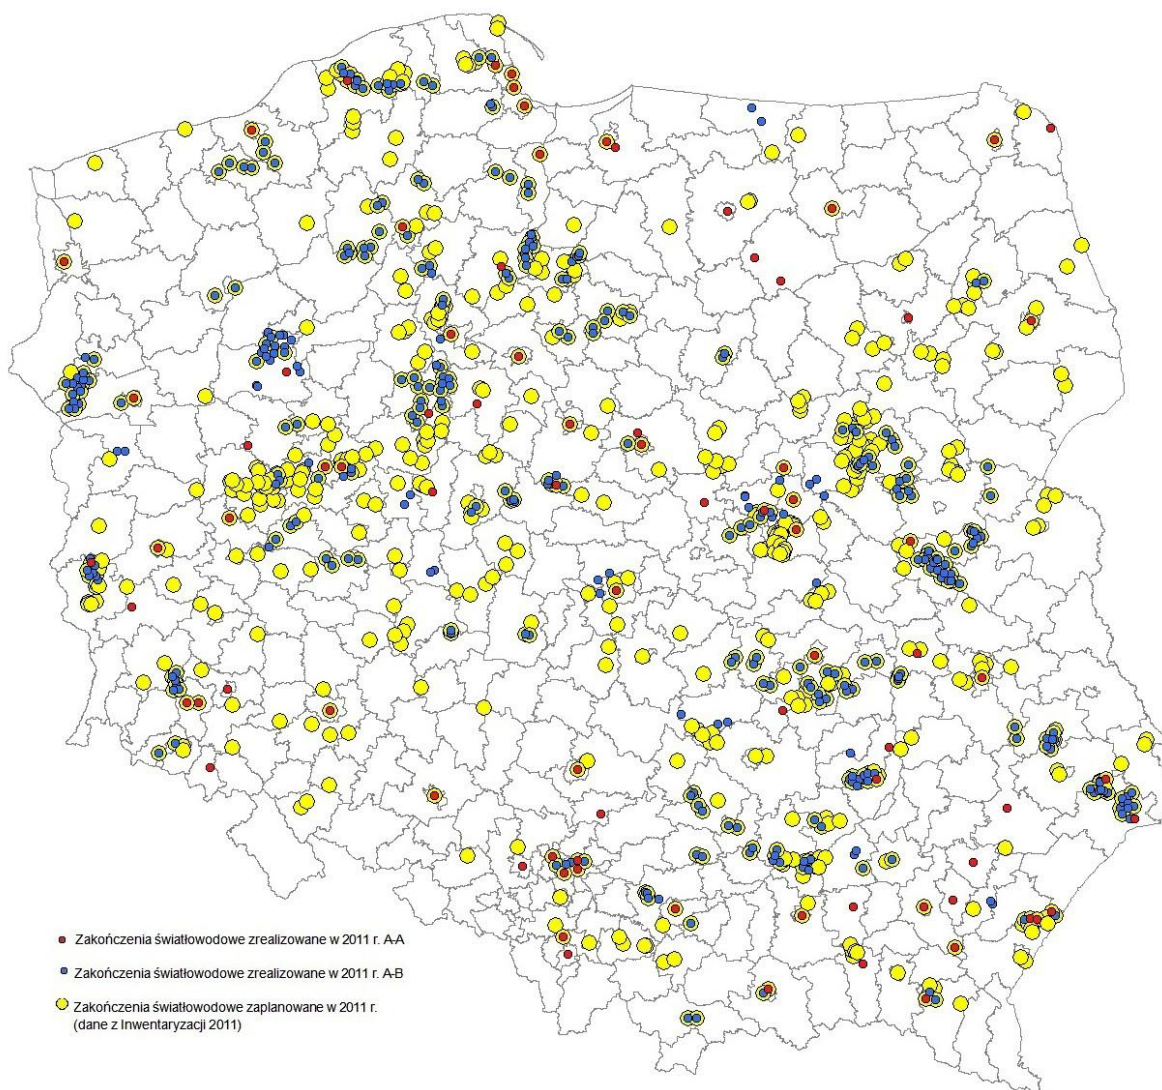 Zakończenia światłowodowe zrealizowane w 2011 r. A-A
Zakończenia światłowodowe zrealizowane w 2011 r. A-B
Zakończenia światłowodowe zaplanowane w 2011 r.
(dane z Inwentaryzacji 2011)